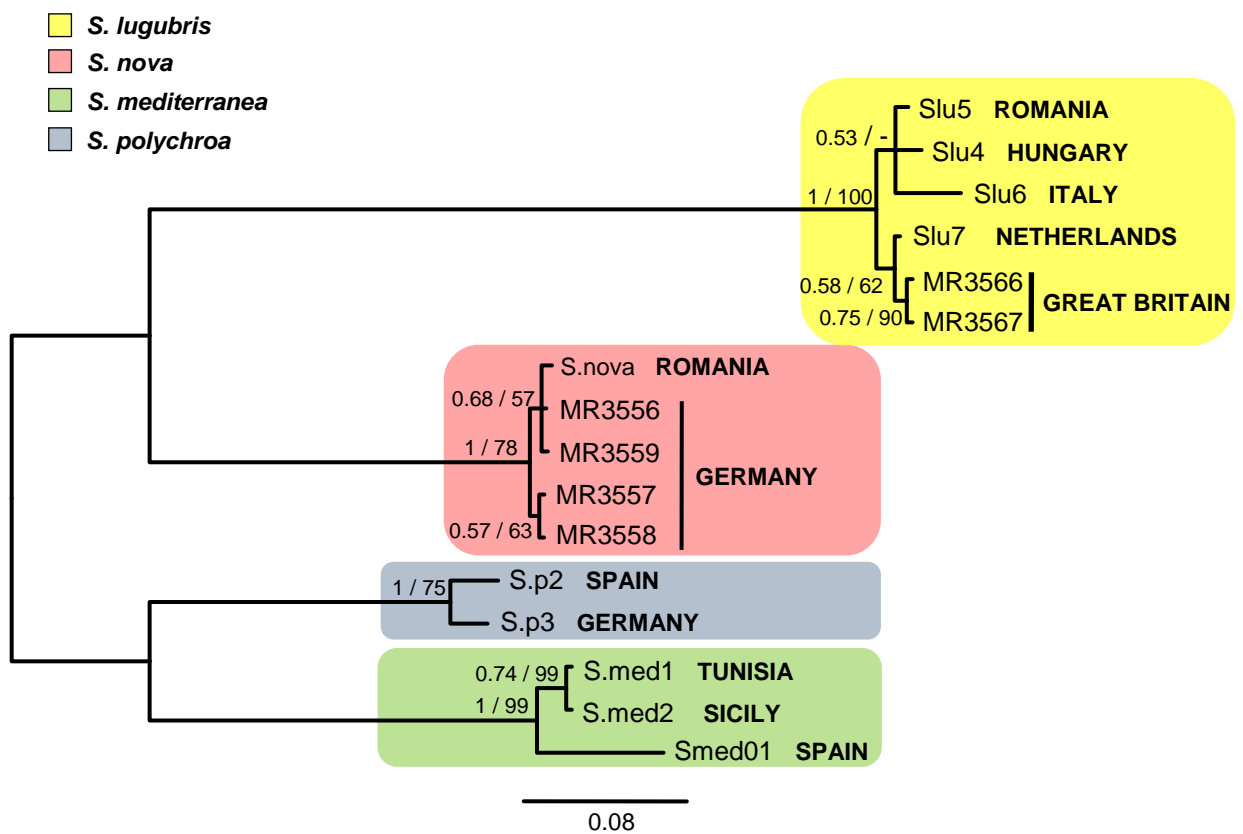 S. lugubris
S. nova
S. mediterranea
S. polychroa
Slu5 ROMANIA
0.53 / -
Slu4 HUNGARY
1 / 100
Slu6 ITALY
Slu7 NETHERLANDS
0.58 / 62
MR3566
GREAT BRITAIN
0.75 / 90
MR3567
S.nova ROMANIA
0.68 / 57
MR3556
1 / 78
MR3559
GERMANY
MR3557
0.57 / 63
MR3558
1 / 75
S.p2 SPAIN
S.p3 GERMANY
0.74 / 99
S.med1 TUNISIA
1 / 99
S.med2 SICILY
Smed01 SPAIN
0.08